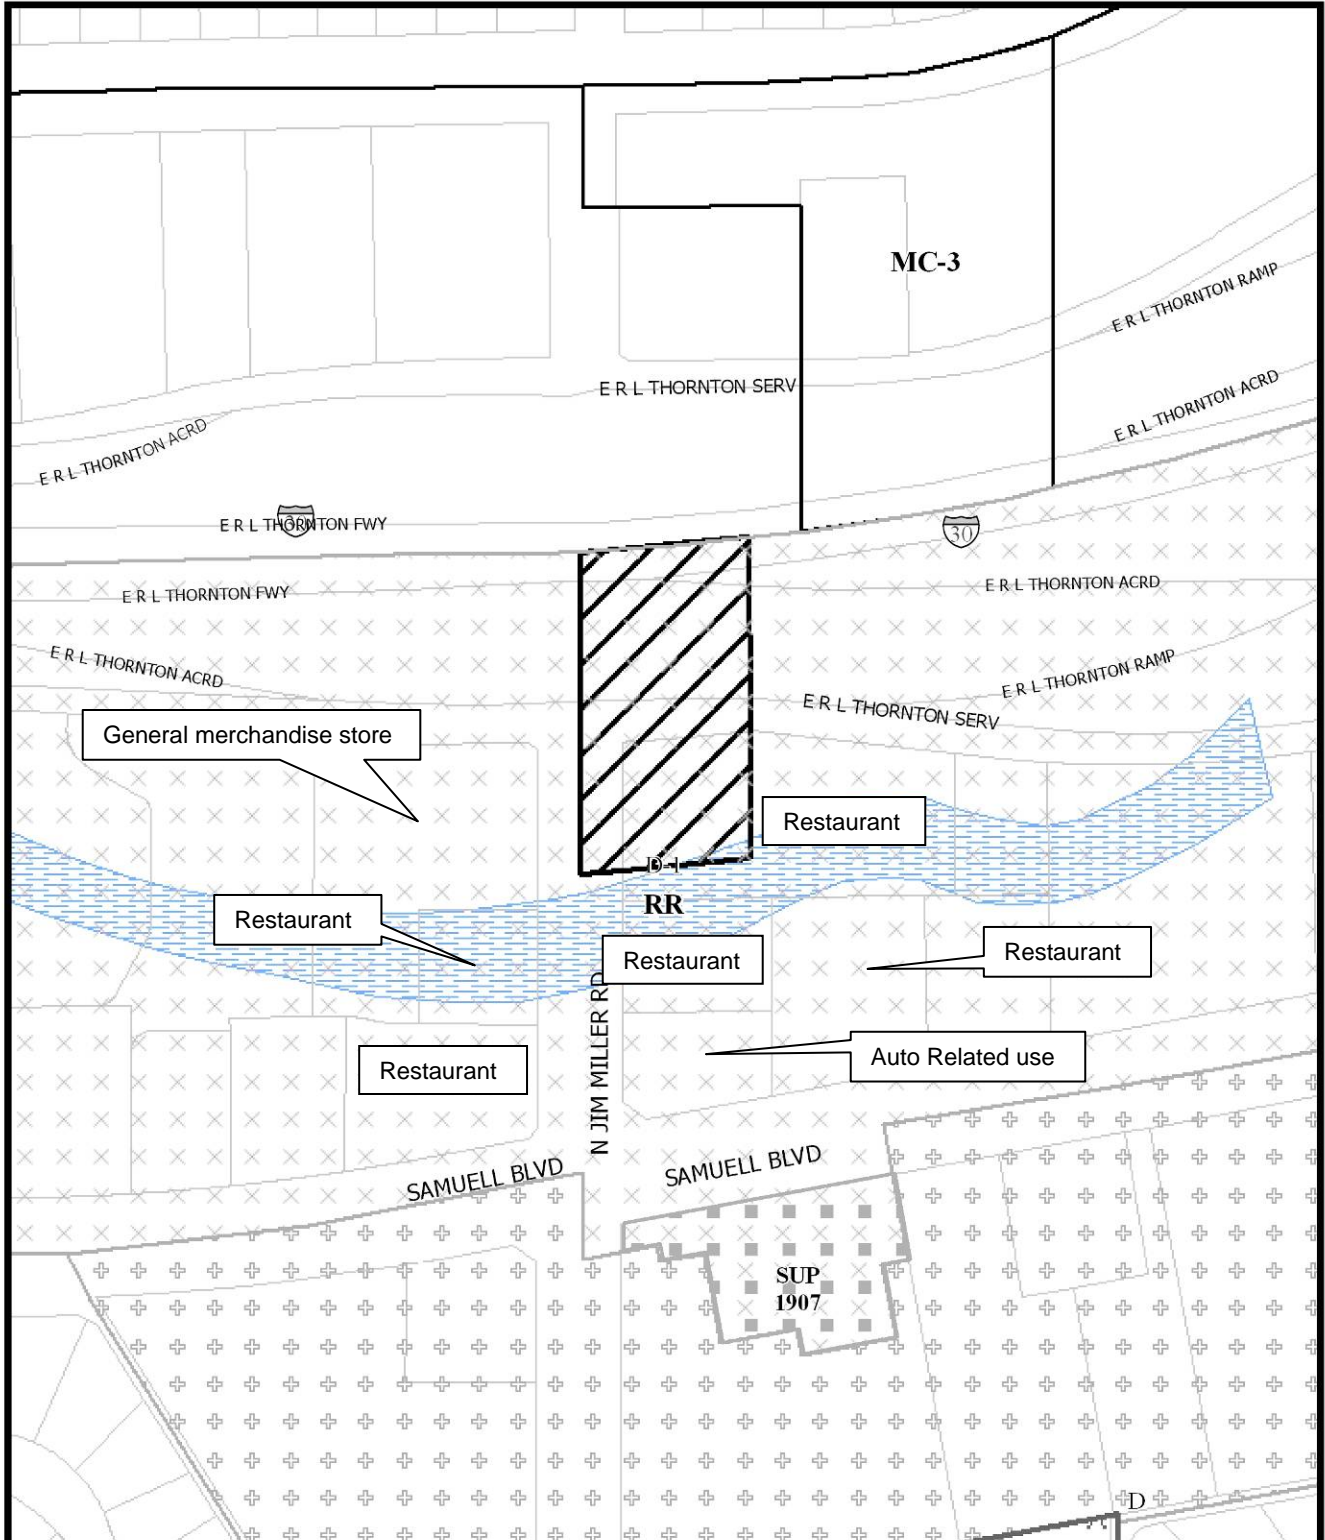 MC-3
E R L THORNTON RAMP
E R L THORNTON SERV
E R L THORNTON ACRD
E R L THORNTON ACRD
E R L THORNTON FWY
30
30
E R L THORNTON FWY
E R L THORNTON ACRD
E R L THORNTON ACRD
E R L THORNTON RAMP
E R L THORNTON SERV
General merchandise store
Restaurant
D-1
RR
Restaurant
Restaurant
Restaurant
N JIM MILLER RD
Auto Related use
Restaurant
SAMUELL BLVD
SAMUELL BLVD
SUP
1907
D